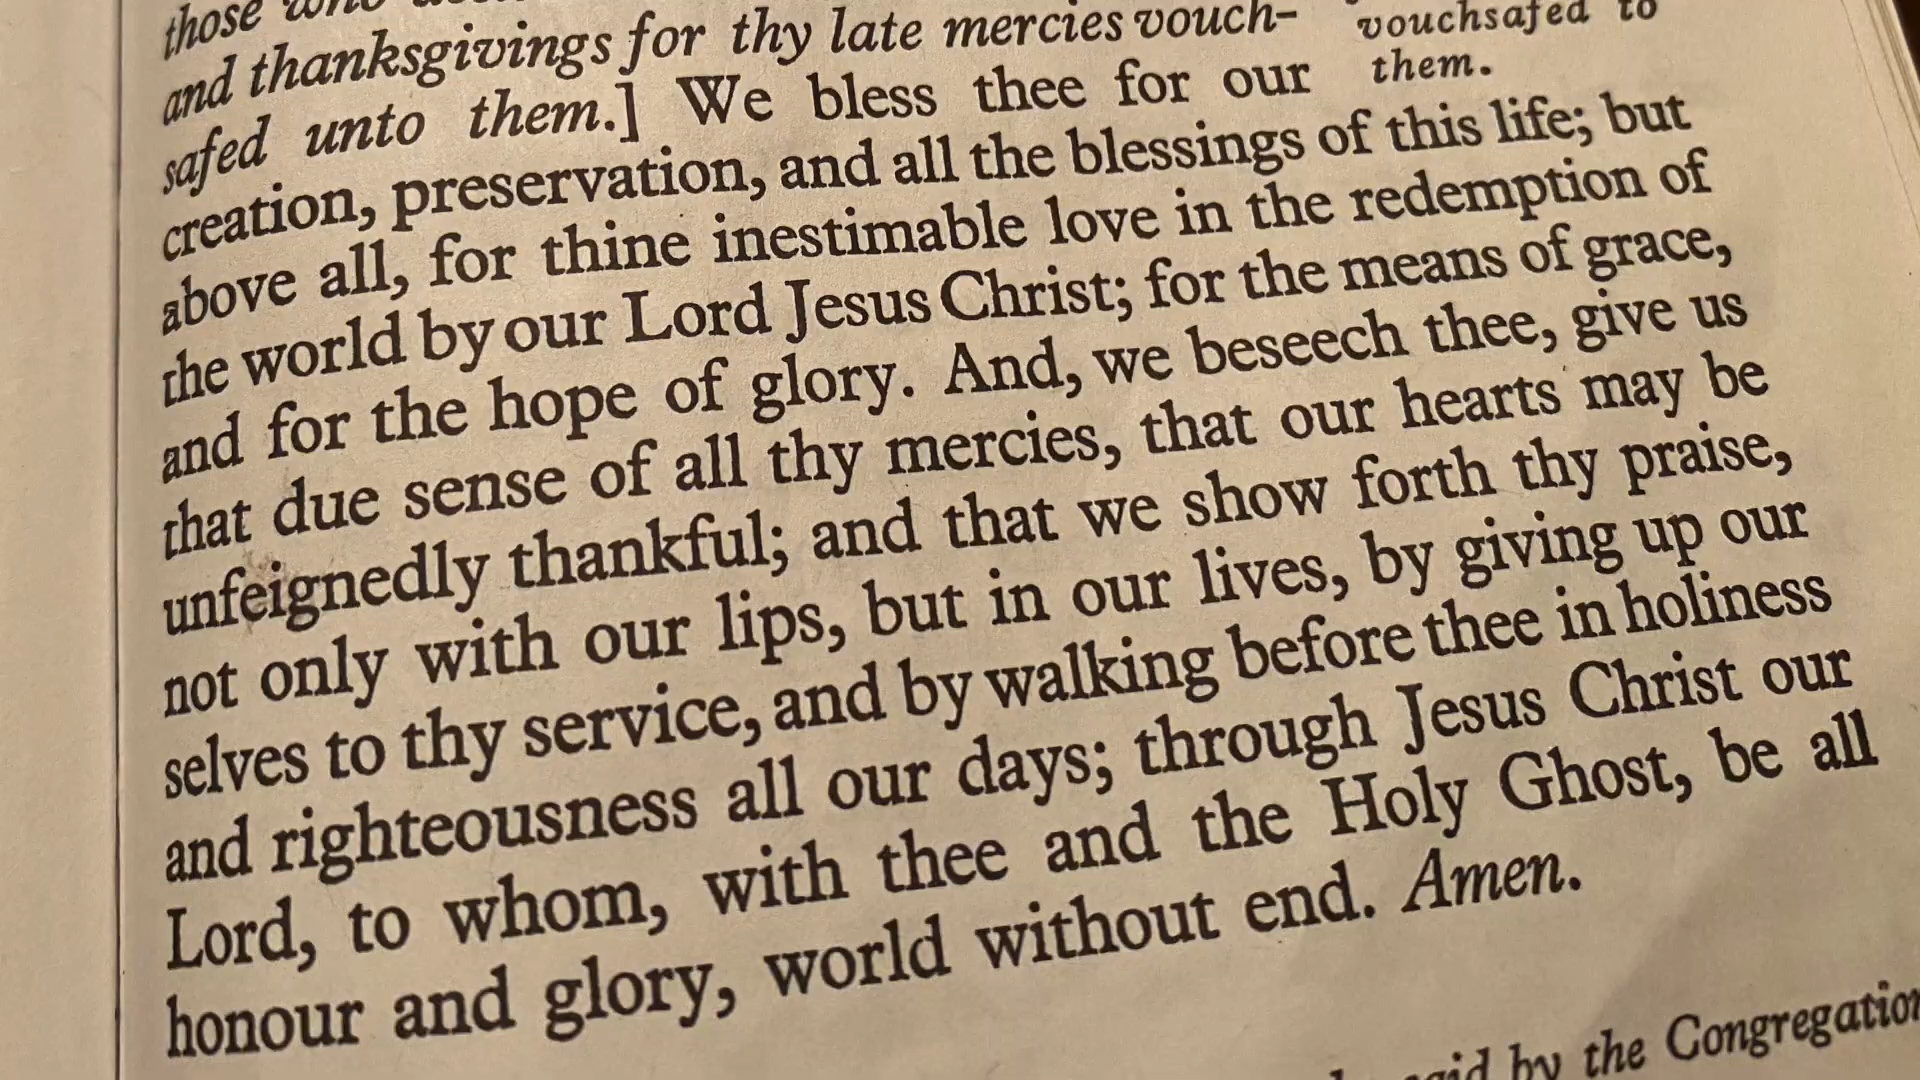 those who
and thanksgivings for thy late mercies vouch-
safed unto them.] We bless thee for our
vouchsafed to
them.
creation, preservation, and all the blessings of this life; but
above all, for thine inestimable love in the redemption of
the world by our Lord Jesus Christ; for the means of grace,
and for the hope of glory. And, we beseech thee, give us
that due sense of all thy mercies, that our hearts may be
unfeignedly thankful; and that we show forth thy praise,
not only with our lips, but in our lives, by giving up our
selves to thy service, and by walking before thee in holiness
and righteousness all our days; through Jesus Christ our
Lord, to whom, with thee and the Holy Ghost, be all
honour and glory, world without end. Amen.
said by the Congregation